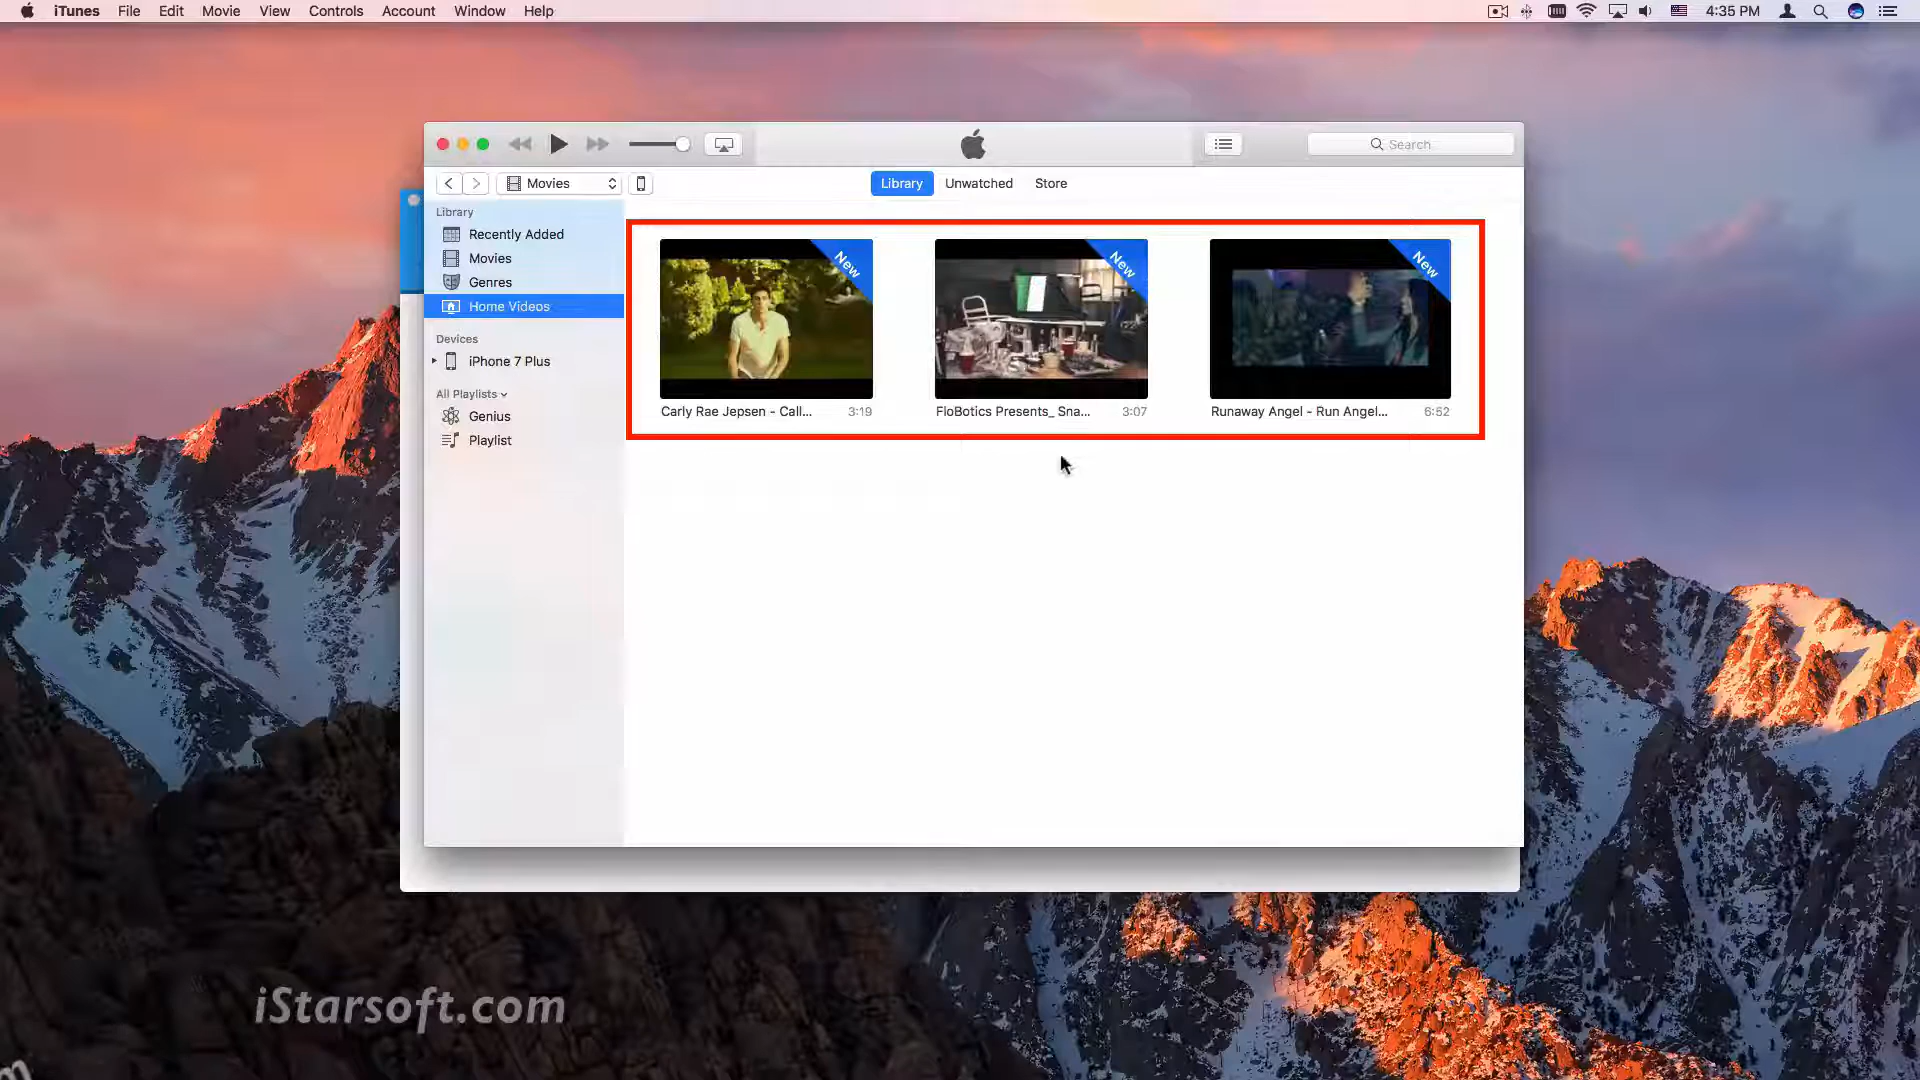 iTunes File Edit Movie View Controls Account Window Help 4:35 PM
Search
Movies Library Unwatched Store
Library
Recently Added
Movies
Genres
Home Videos
Devices
iPhone 7 Plus
All Playlists
Genius
Playlist
New New New
Carly Rae Jepsen - Call... 3:19 FloBotics Presents_ Sna... 3:07 Runaway Angel - Run Angel... 6:52
iStarsoft.com
m